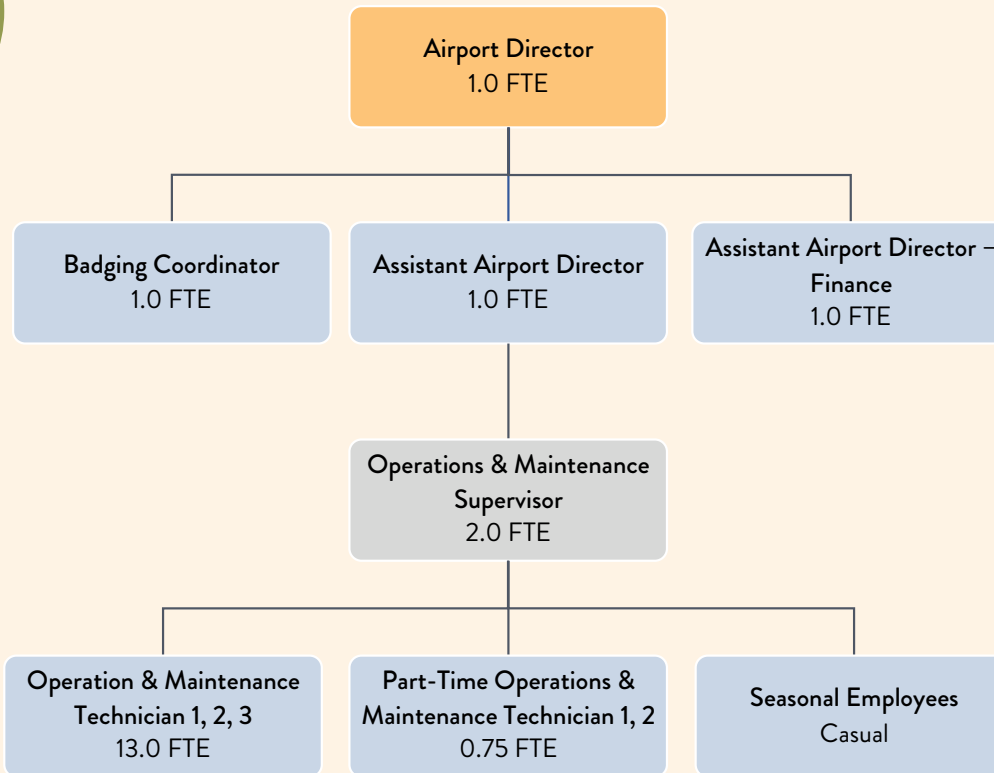 Airport Director
1.0 FTE
Badging Coordinator
1.0 FTE
Assistant Airport Director
1.0 FTE
Assistant Airport Director –
Finance
1.0 FTE
Operations & Maintenance
Supervisor
2.0 FTE
Operation & Maintenance
Technician 1, 2, 3
13.0 FTE
Part-Time Operations &
Maintenance Technician 1, 2
0.75 FTE
Seasonal Employees
Casual